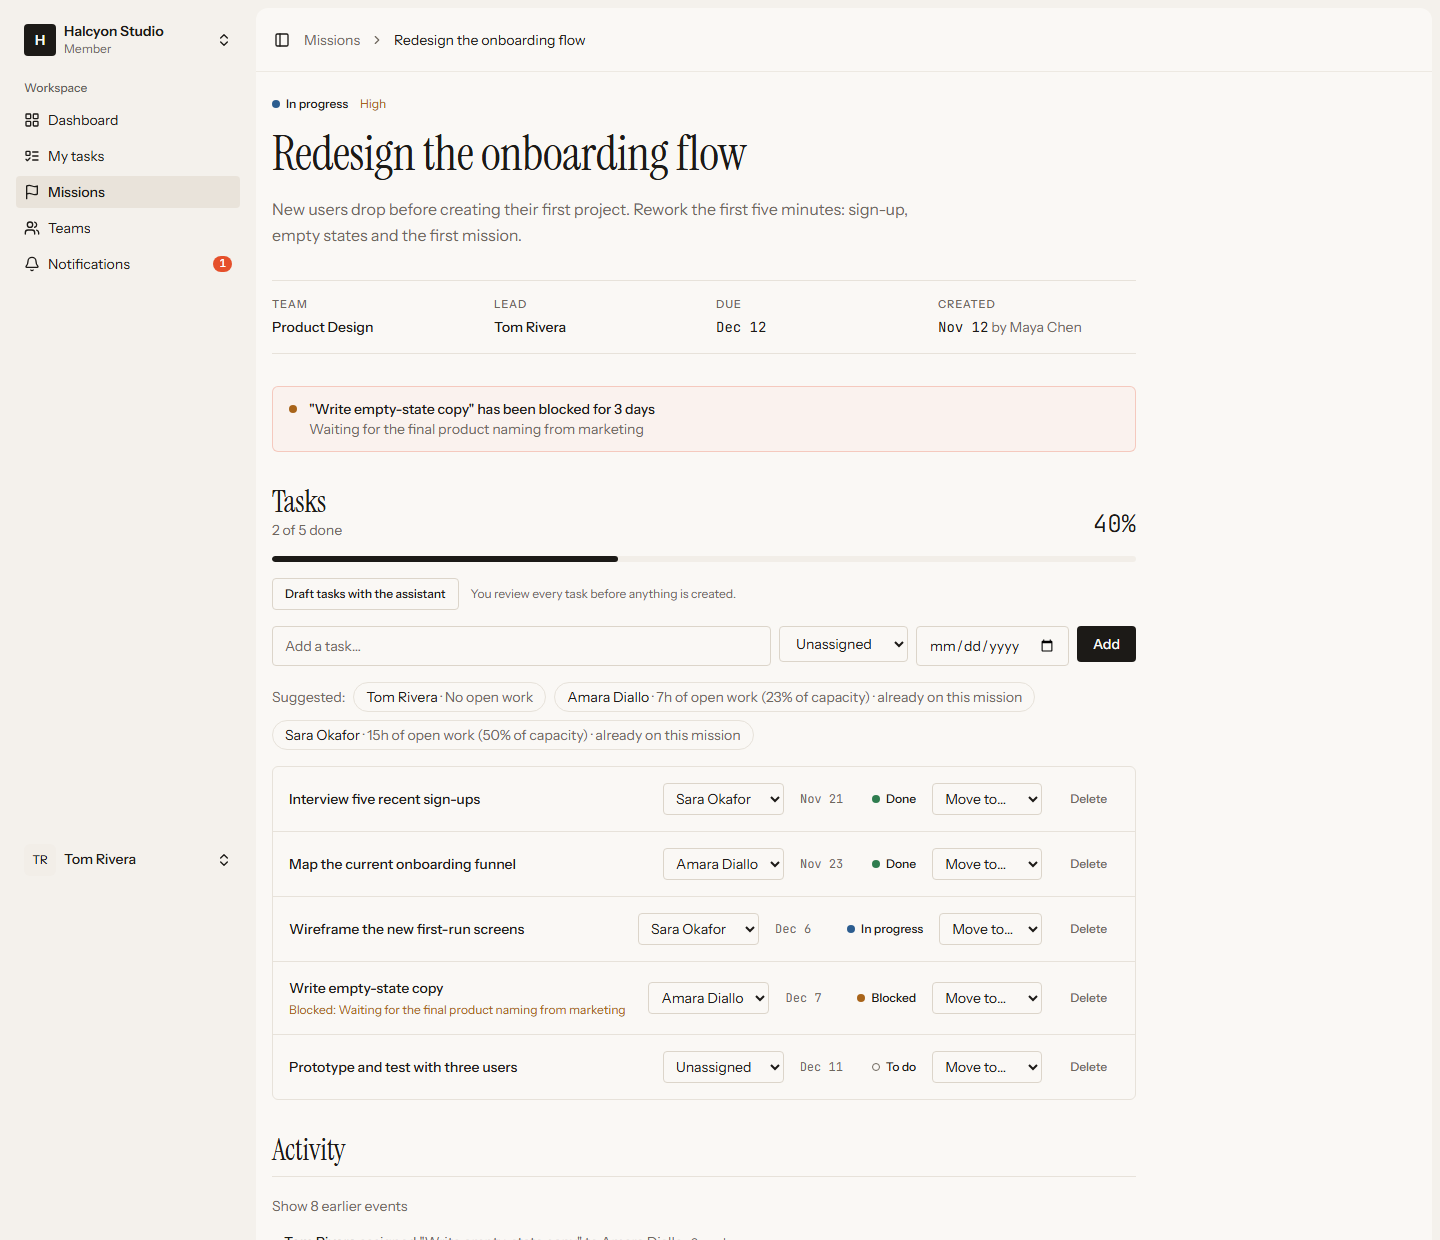 H
Halcyon Studio
Member
Workspace
Dashboard
My tasks
Missions
Teams
Notifications 1
TR Tom Rivera
Missions > Redesign the onboarding flow
In progress High
Redesign the onboarding flow
New users drop before creating their first project. Rework the first five minutes: sign-up,
empty states and the first mission.
TEAM LEAD DUE CREATED
Product Design Tom Rivera Dec 12 Nov 12 by Maya Chen
"Write empty-state copy" has been blocked for 3 days
Waiting for the final product naming from marketing
Tasks
2 of 5 done
40%
Draft tasks with the assistant You review every task before anything is created.
Add a task... Unassigned mm/dd/yyyy Add
Suggested: Tom Rivera · No open work Amara Diallo · 7h of open work (23% of capacity) · already on this mission
Sara Okafor · 15h of open work (50% of capacity) · already on this mission
Interview five recent sign-ups Sara Okafor Nov 21 Done Move to... Delete
Map the current onboarding funnel Amara Diallo Nov 23 Done Move to... Delete
Wireframe the new first-run screens Sara Okafor Dec 6 In progress Move to... Delete
Write empty-state copy Amara Diallo Dec 7 Blocked Move to... Delete
Blocked: Waiting for the final product naming from marketing
Prototype and test with three users Unassigned Dec 11 To do Move to... Delete
Activity
Show 8 earlier events